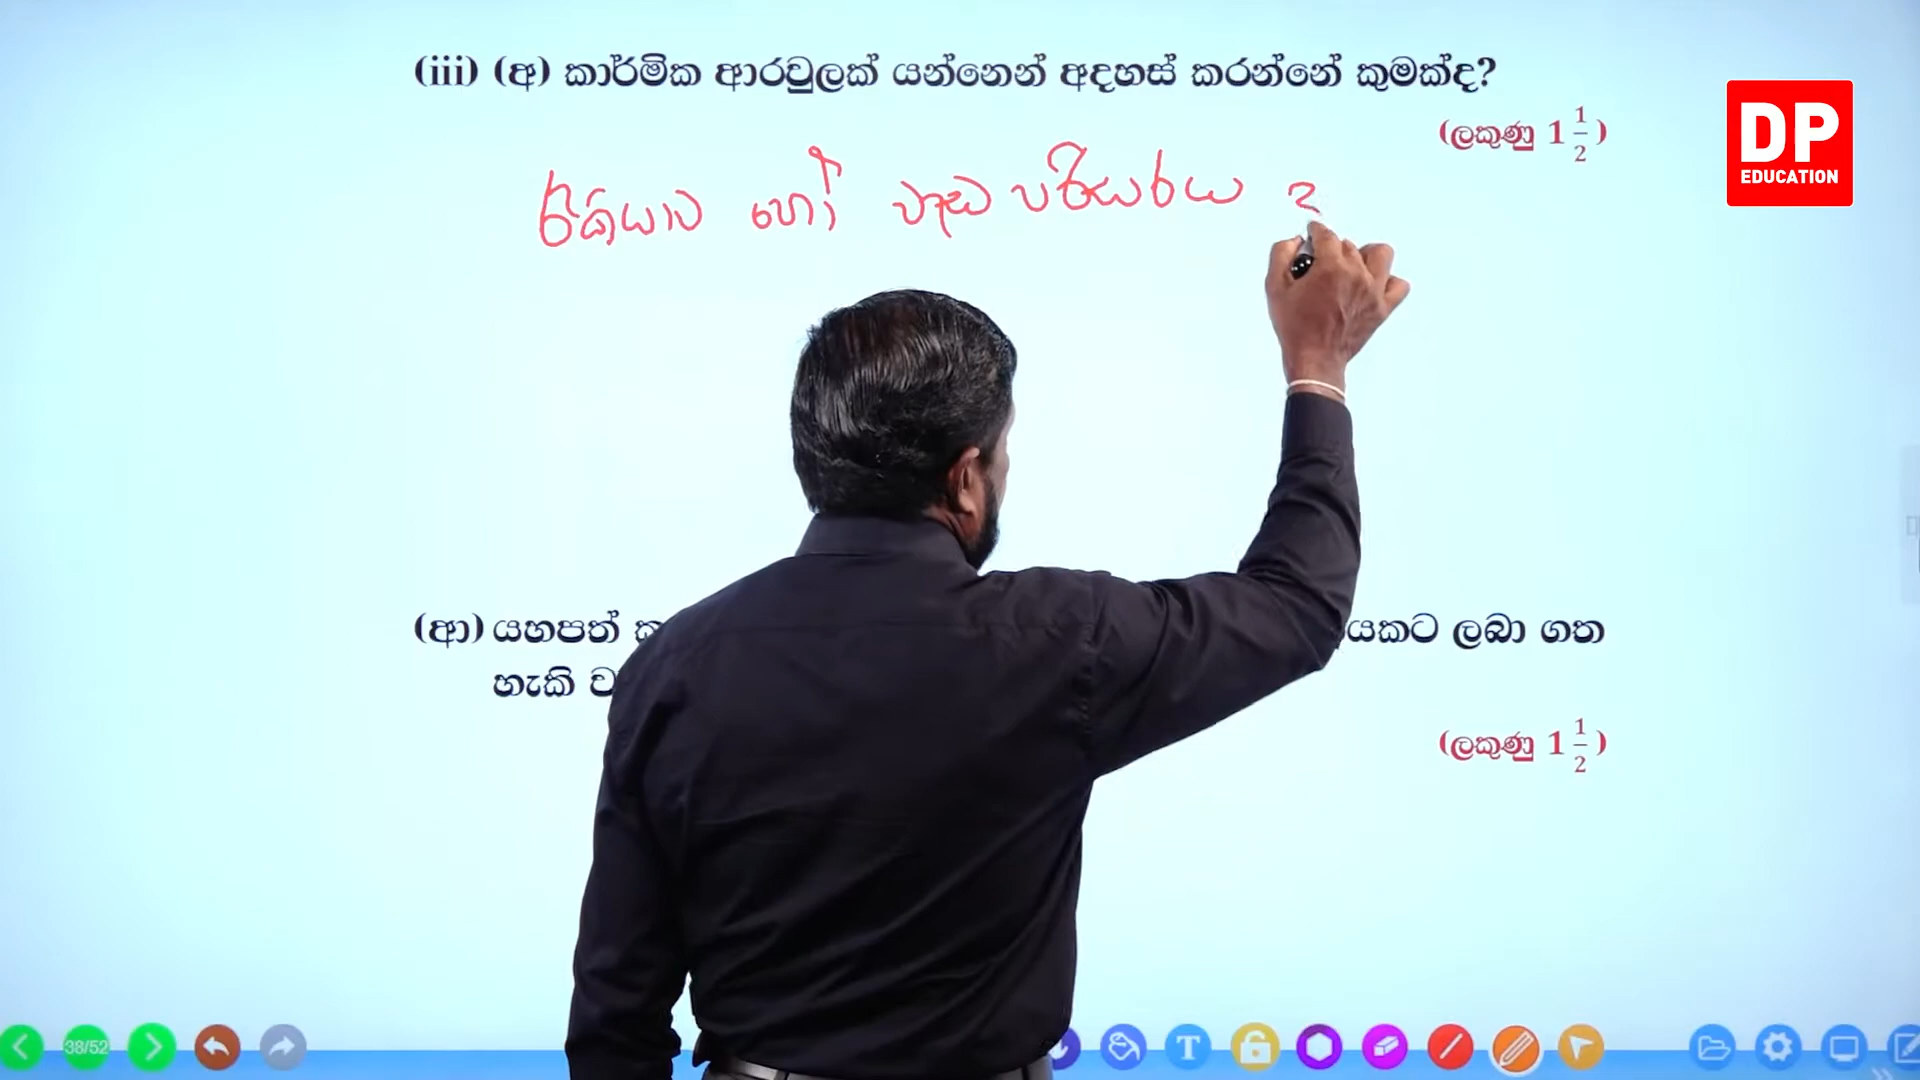 (iii) (අ) කාර්මික ආරවුලක් යන්නෙන් අදහස් කරන්නේ කුමක්ද?
(ලකුණු 1 1/2)
DP
EDUCATION
රැකියාව හෝ වැඩ පරිසරය
(ආ) යහපත් ලබා ගත
හැකි
(ලකුණු 1 1/2)
38/52
T